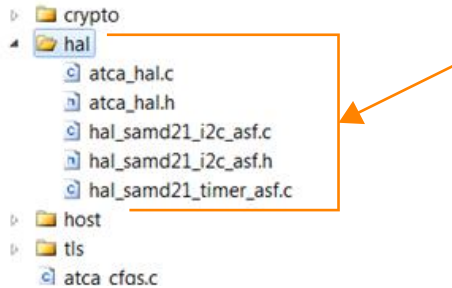 crypto
hal
atca_hal.c
atca_hal.h
hal_samd21_i2c_asf.c
hal_samd21_i2c_asf.h
hal_samd21_timer_asf.c
host
tls
atca_cfgs.c